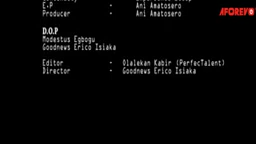 AFOREVO
E.P - Ani Amatosero
Producer - Ani Amatosero
D.O.P
Modestus Egbogu
Goodnews Erico Isiaka
Editor - Olalekan Kabir (PerfecTalent)
Director - Goodnews Erico Isiaka